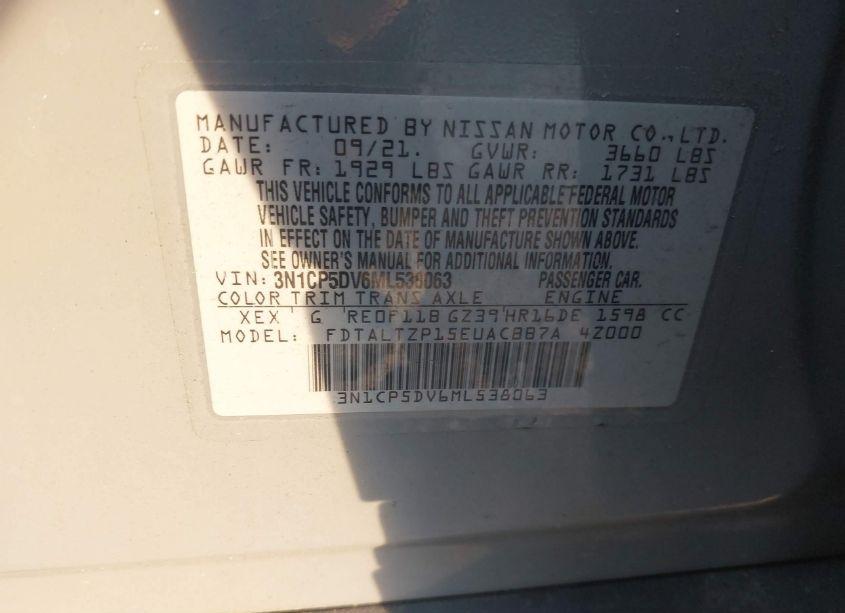 MANUFACTURED BY NISSAN MOTOR CO., LTD.
DATE: 09/21. GVWR: 3660 LBS
GAWR FR: 1929 LBS GAWR RR: 1731 LBS
THIS VEHICLE CONFORMS TO ALL APPLICABLE FEDERAL MOTOR
VEHICLE SAFETY, BUMPER AND THEFT PREVENTION STANDARDS
IN EFFECT ON THE DATE OF MANUFACTURE SHOWN ABOVE.
SEE OWNER'S MANUAL FOR ADDITIONAL INFORMATION.
VIN: 3N1CP5DV6ML538063 PASSENGER CAR.
COLOR TRIM TRANS AXLE ENGINE
XEX ' G 'RE0F11B GZ39'HR16DE 1598 CC
MODEL: FDTALTZP15EUACBB7A 4Z000
3N1CP5DV6ML538063